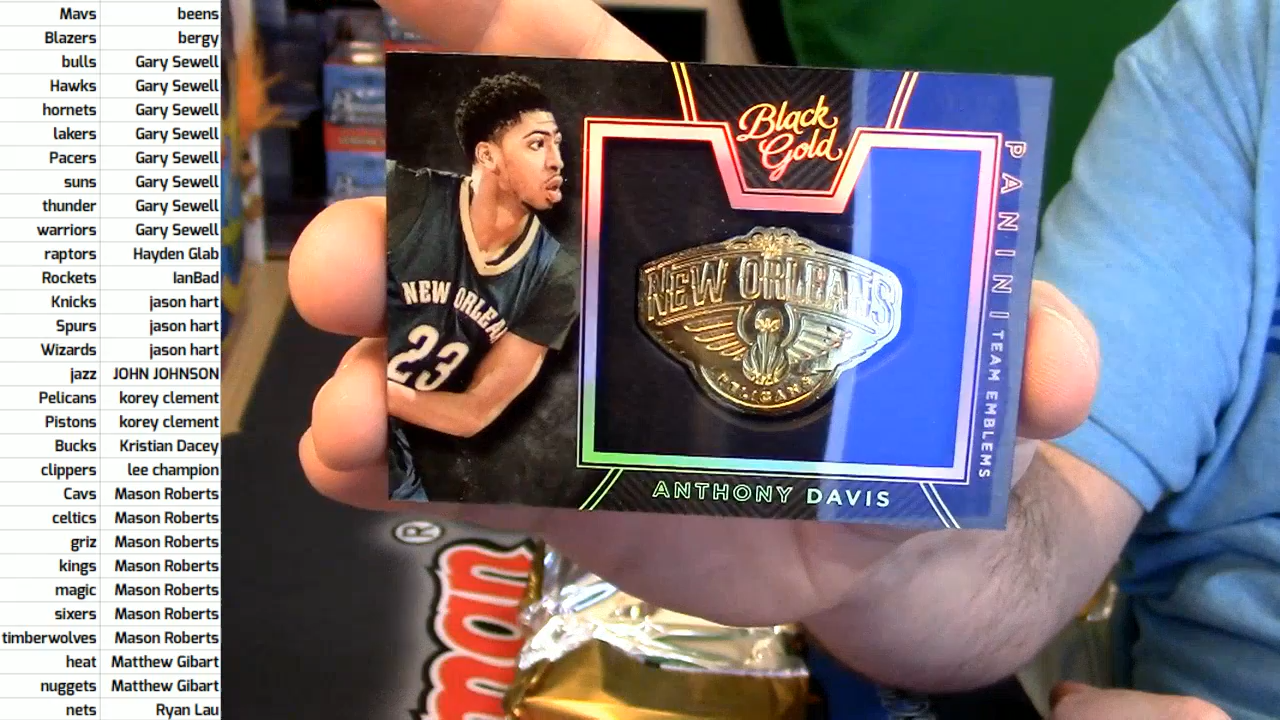 Mavs beens
Blazers bergy
bulls Gary Sewell
Hawks Gary Sewell
hornets Gary Sewell
lakers Gary Sewell
Pacers Gary Sewell
suns Gary Sewell
thunder Gary Sewell
warriors Gary Sewell
raptors Hayden Glab
Rockets IanBad
Knicks jason hart
Spurs jason hart
Wizards jason hart
jazz JOHN JOHNSON
Pelicans korey clement
Pistons korey clement
Bucks Kristian Dacey
clippers lee champion
Cavs Mason Roberts
celtics Mason Roberts
griz Mason Roberts
kings Mason Roberts
magic Mason Roberts
sixers Mason Roberts
timberwolves Mason Roberts
heat Matthew Gibart
nuggets Matthew Gibart
nets Ryan Lau
Black
Gold
NEW ORLEANS
PELICANS
NEW ORLEA
23
PANINI TEAM EMBLEMS
ANTHONY DAVIS
®
man